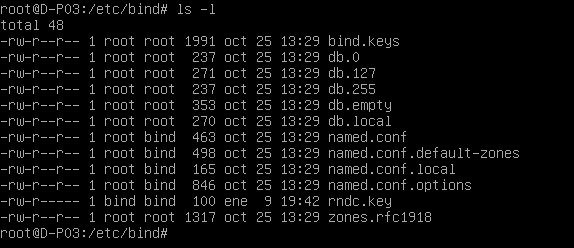 root@D-P03:/etc/bind# ls -l
total 48
-rw-r--r-- 1 root root 1991 oct 25 13:29 bind.keys
-rw-r--r-- 1 root root  237 oct 25 13:29 db.0
-rw-r--r-- 1 root root  271 oct 25 13:29 db.127
-rw-r--r-- 1 root root  237 oct 25 13:29 db.255
-rw-r--r-- 1 root root  353 oct 25 13:29 db.empty
-rw-r--r-- 1 root root  270 oct 25 13:29 db.local
-rw-r--r-- 1 root bind  463 oct 25 13:29 named.conf
-rw-r--r-- 1 root bind  498 oct 25 13:29 named.conf.default-zones
-rw-r--r-- 1 root bind  165 oct 25 13:29 named.conf.local
-rw-r--r-- 1 root bind  846 oct 25 13:29 named.conf.options
-rw-r----- 1 bind bind  100 ene  9 19:42 rndc.key
-rw-r--r-- 1 root root 1317 oct 25 13:29 zones.rfc1918
root@D-P03:/etc/bind#